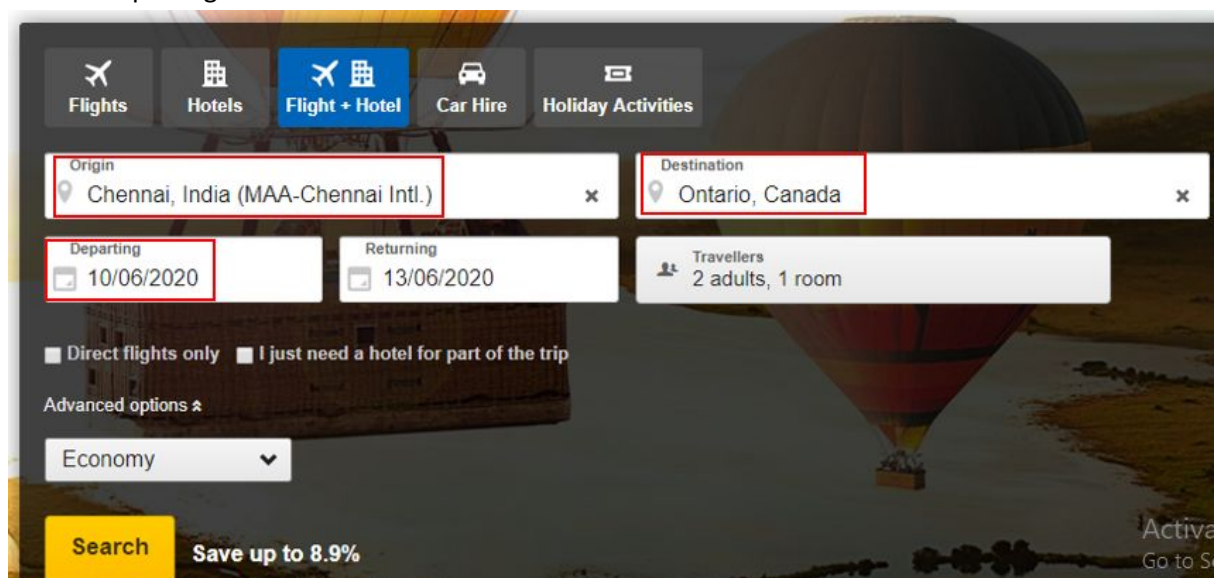 Flights Hotels Flight + Hotel Car Hire Holiday Activities
Origin Destination
Chennai, India (MAA-Chennai Intl.) Ontario, Canada
Departing Returning Travellers
10/06/2020 13/06/2020 2 adults, 1 room
Direct flights only I just need a hotel for part of the trip
Advanced options
Economy
Search Save up to 8.9%
Go to